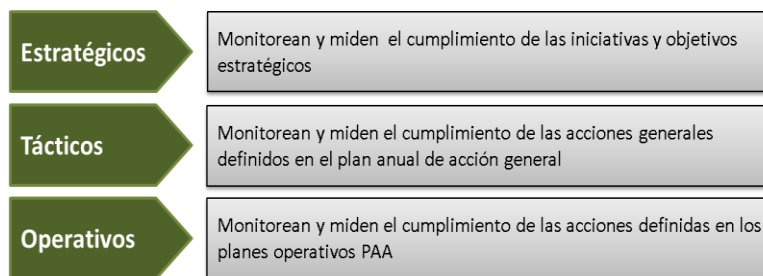 Estratégicos
Monitorean y miden el cumplimiento de las iniciativas y objetivos
estratégicos
Tácticos
Monitorean y miden el cumplimiento de las acciones generales
definidos en el plan anual de acción general
Operativos
Monitorean y miden el cumplimiento de las acciones definidas en los
planes operativos PAA